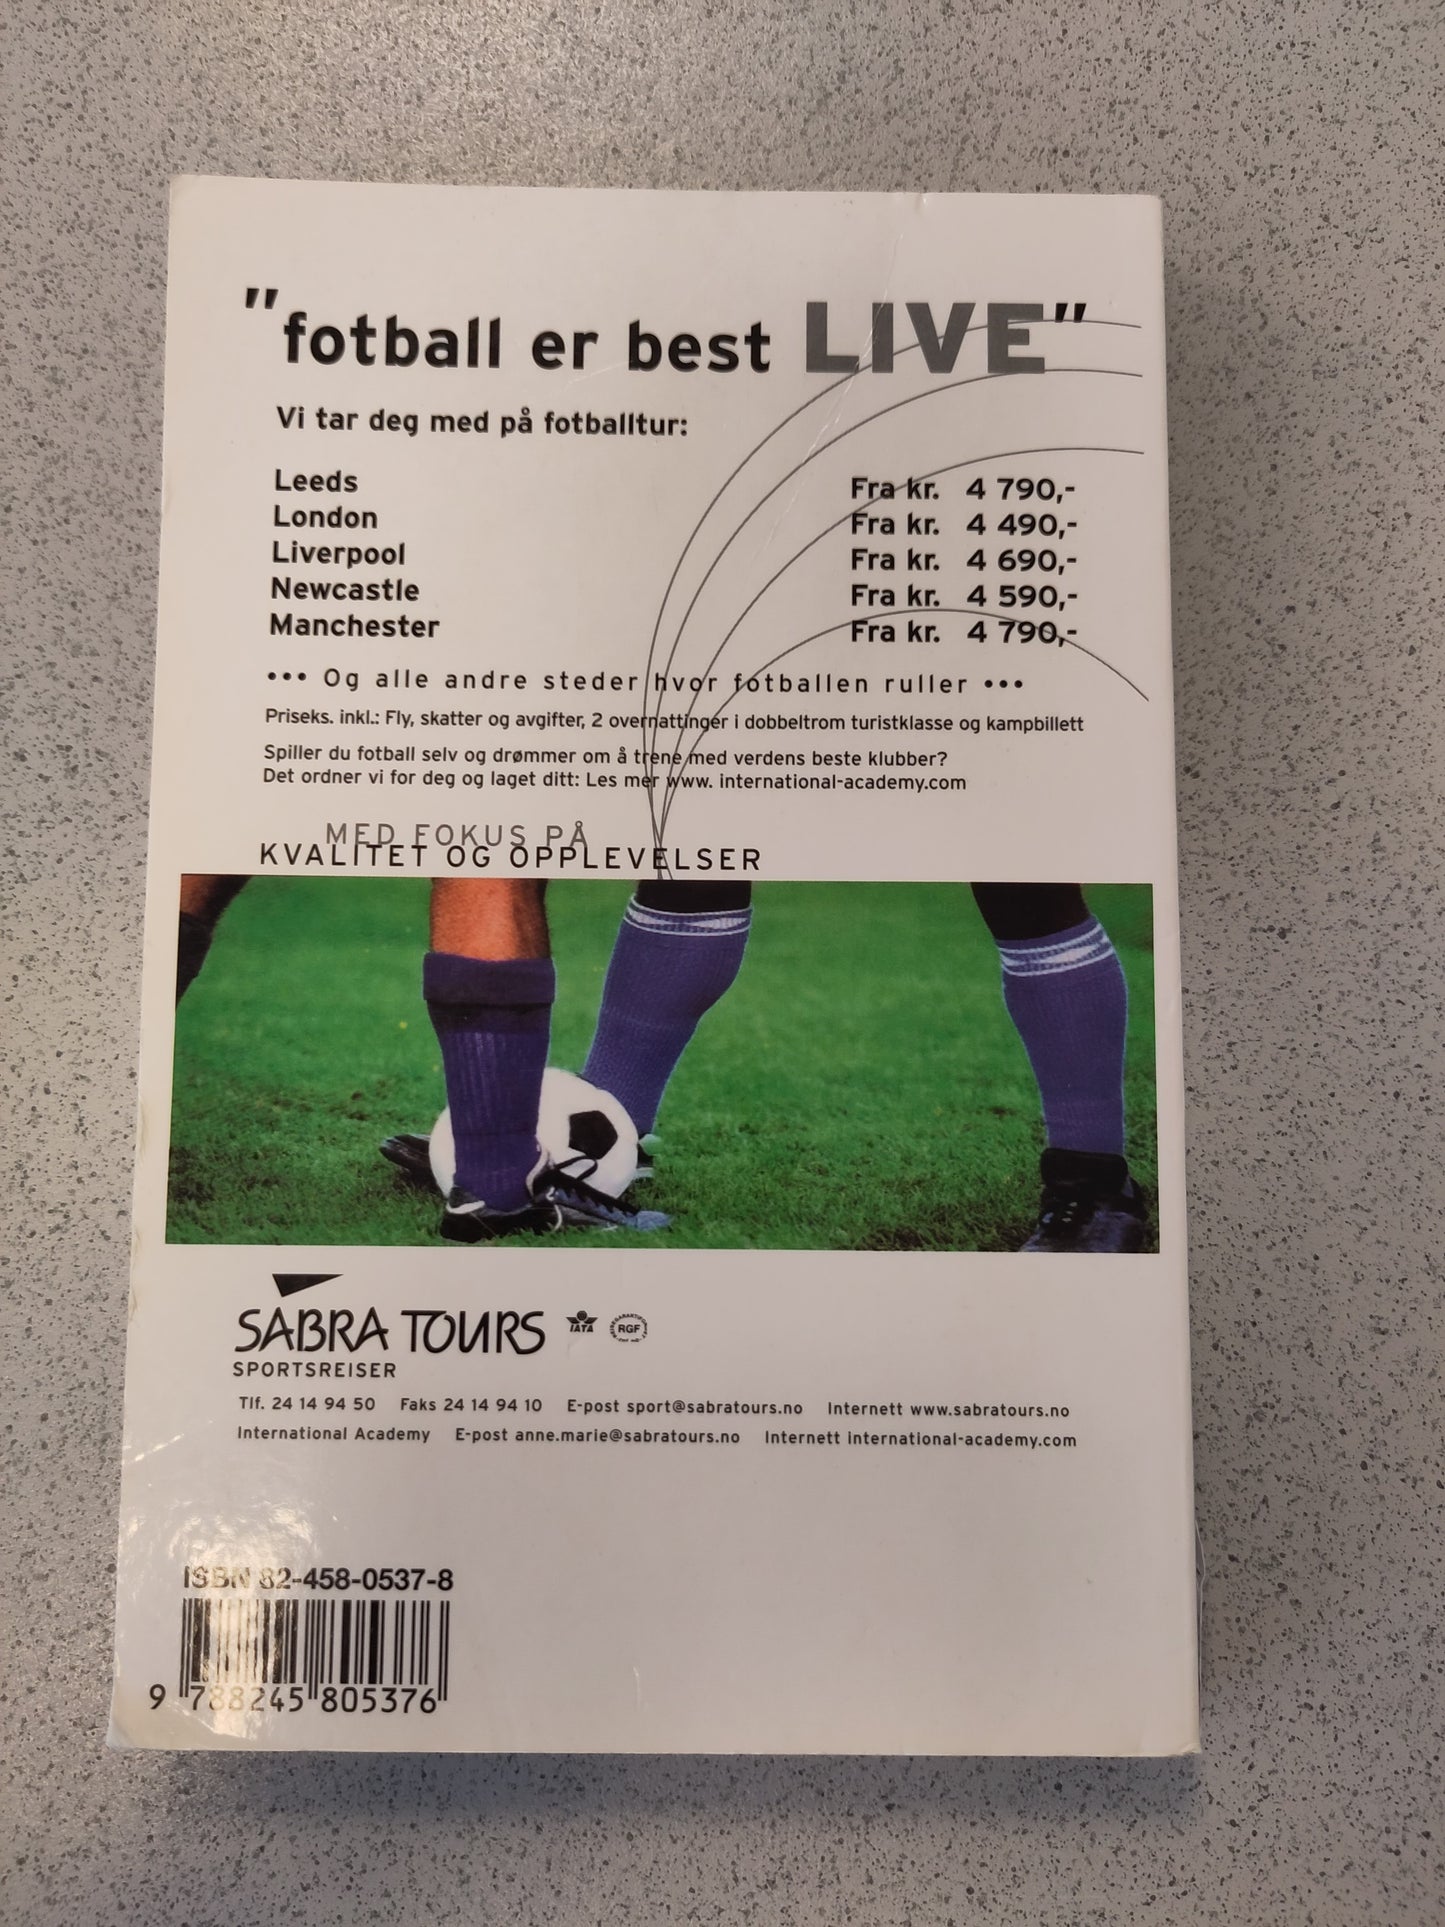 "fotball er best LIVE"
Vi tar deg med på fotballtur:
Leeds Fra kr. 4 790,-
London Fra kr. 4 490,-
Liverpool Fra kr. 4 690,-
Newcastle Fra kr. 4 590,-
Manchester Fra kr. 4 790,-
••• Og alle andre steder hvor fotballen ruller •••
Priseks. inkl.: Fly, skatter og avgifter, 2 overnattinger i dobbeltrom turistklasse og kampbillett
Spiller du fotball selv og drømmer om å trene med verdens beste klubber?
Det ordner vi for deg og laget ditt: Les mer www. international-academy.com
MED FOKUS PÅ
KVALITET OG OPPLEVELSER
SABRA TOURS IATA RGF
SPORTSREISER
Tlf. 24 14 94 50 Faks 24 14 94 10 E-post sport@sabratours.no Internett www.sabratours.no
International Academy E-post anne.marie@sabratours.no Internett international-academy.com
ISBN 82-458-0537-8
9 788245 805376